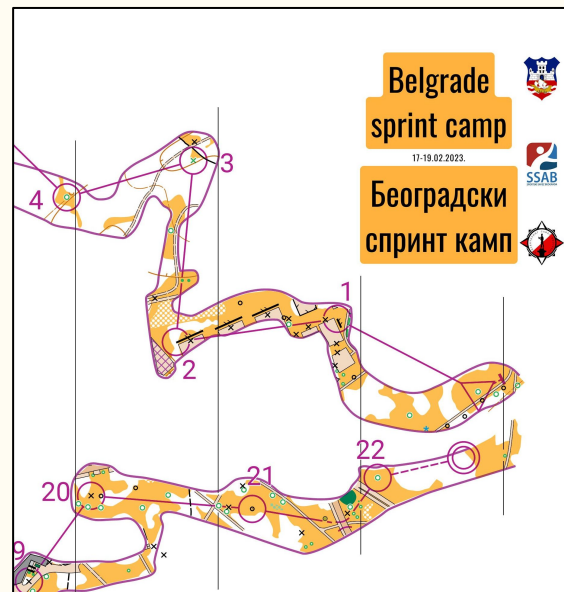 Belgrade
sprint camp
17-19.02.2023.
Београдски
спринт камп
SSAB
3
4
1
2
22
21
20
9